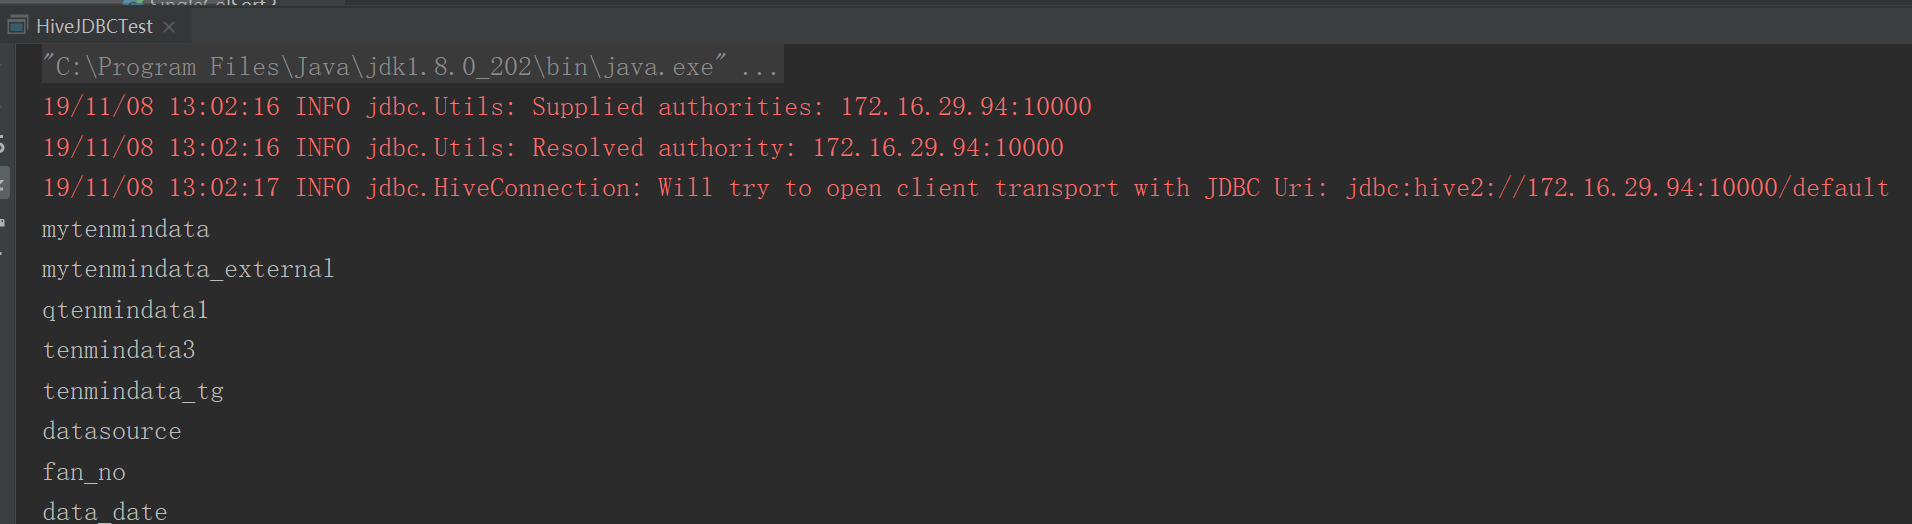 HiveJDBCTest
"C:\Program Files\Java\jdk1.8.0_202\bin\java.exe" ...
19/11/08 13:02:16 INFO jdbc.Utils: Supplied authorities: 172.16.29.94:10000
19/11/08 13:02:16 INFO jdbc.Utils: Resolved authority: 172.16.29.94:10000
19/11/08 13:02:17 INFO jdbc.HiveConnection: Will try to open client transport with JDBC Uri: jdbc:hive2://172.16.29.94:10000/default
mytenmindata
mytenmindata_external
qtenmindata1
tenmindata3
tenmindata_tg
datasource
fan_no
data_date